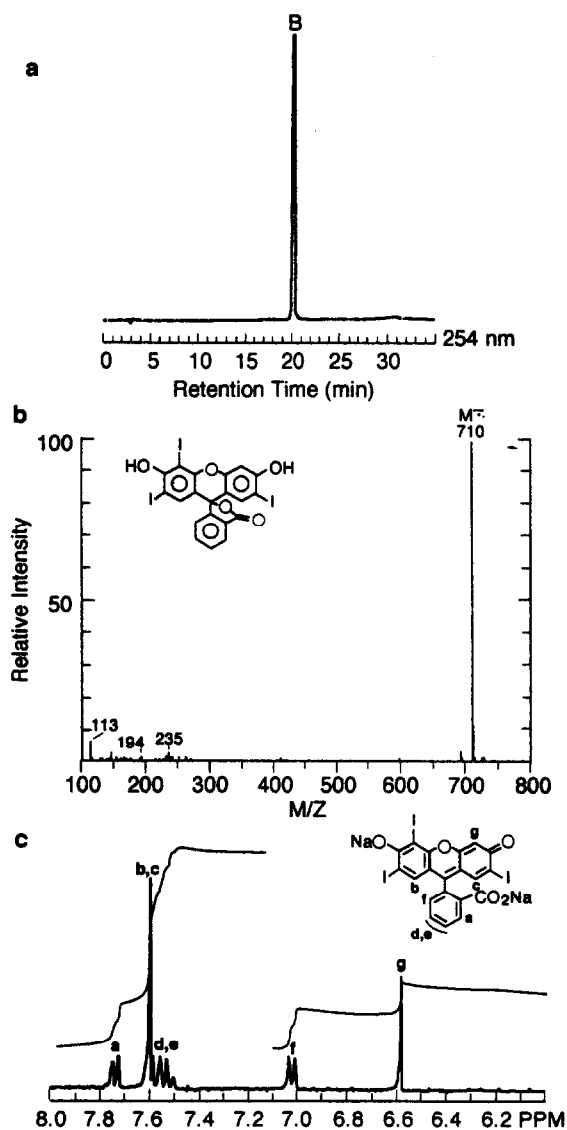 a
B
254 nm
0 5 10 15 20 25 30
Retention Time (min)
b
M⁻·
710
100
50
Relative Intensity
I
HO O OH
I I
O
O
113
194 235
100 200 300 400 500 600 700 800
M/Z
c
I
NaO O g O
I I
b c
f CO₂Na
a
d,e
b,c
a d,e f g
8.0 7.8 7.6 7.4 7.2 7.0 6.8 6.6 6.4 6.2 PPM